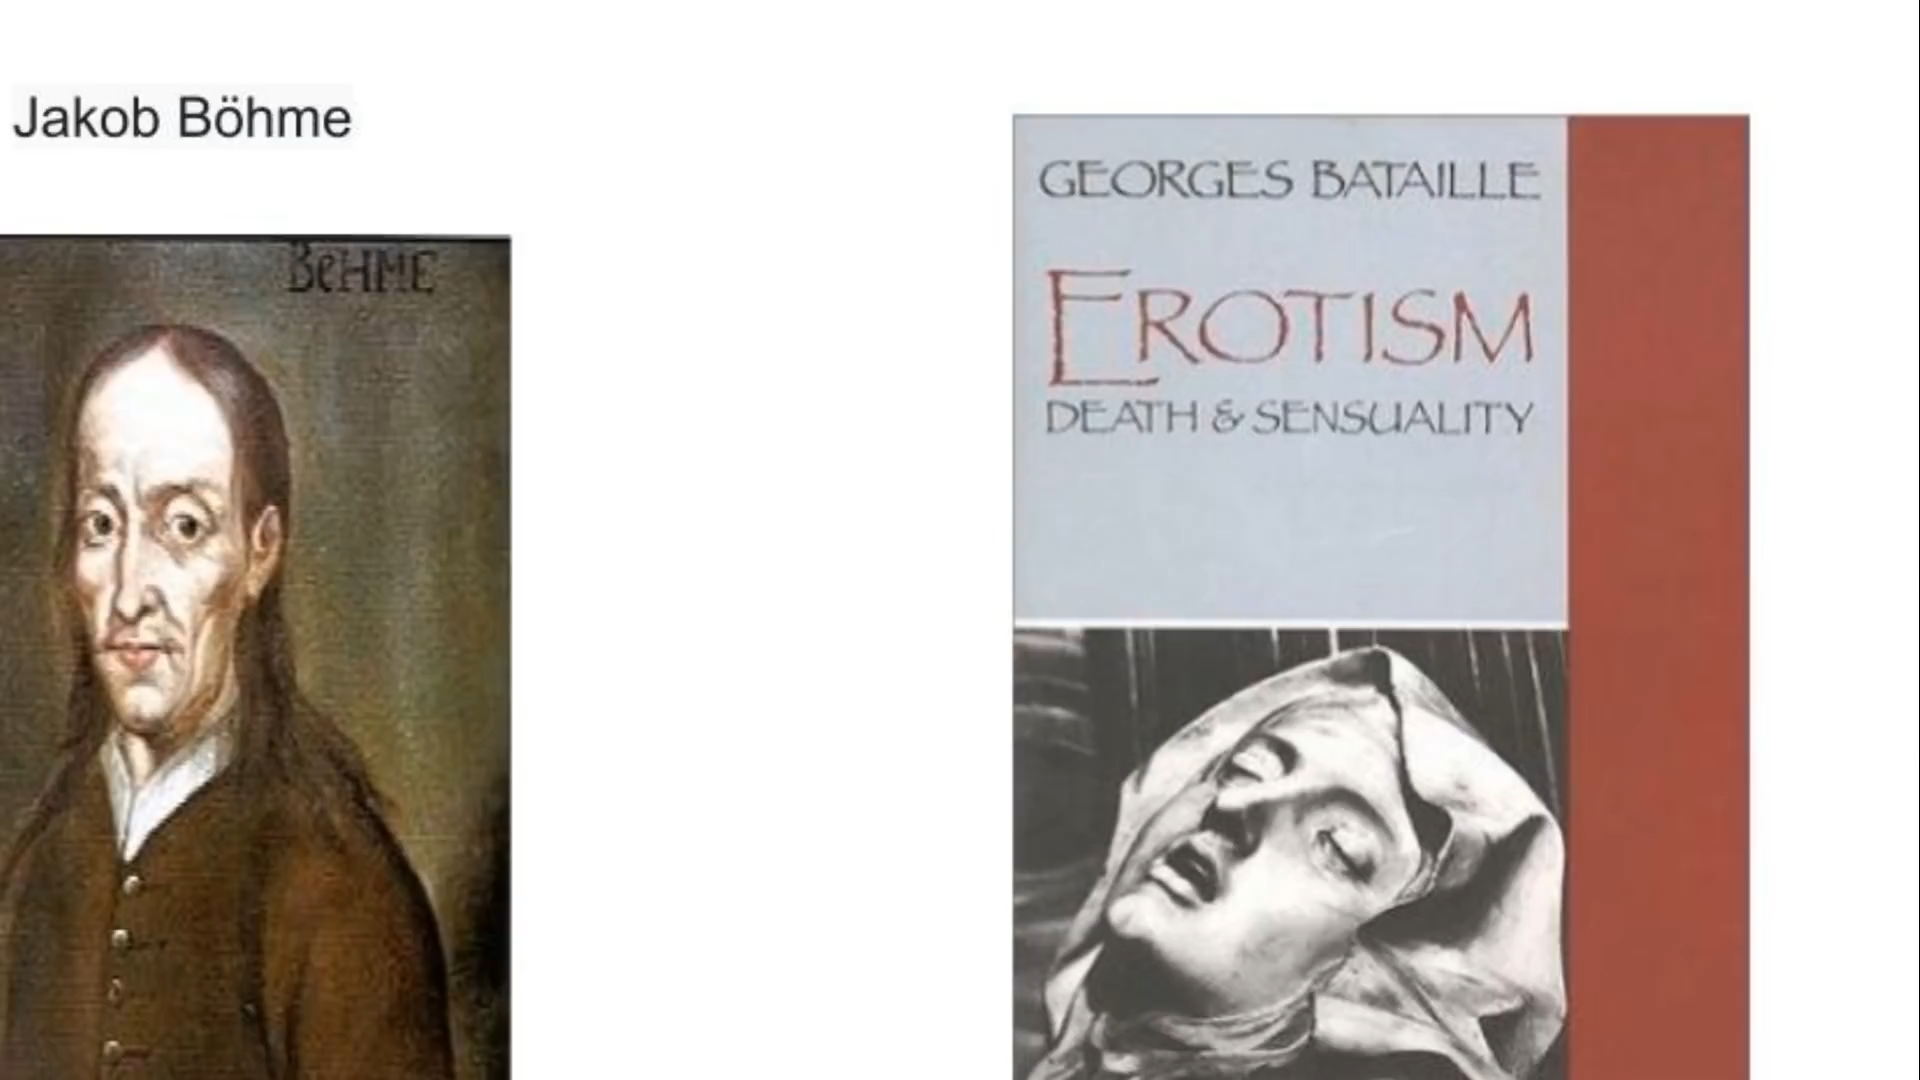 Jakob Böhme
BeHME
GEORGES BATAILLE
EROTISM
DEATH & SENSUALITY